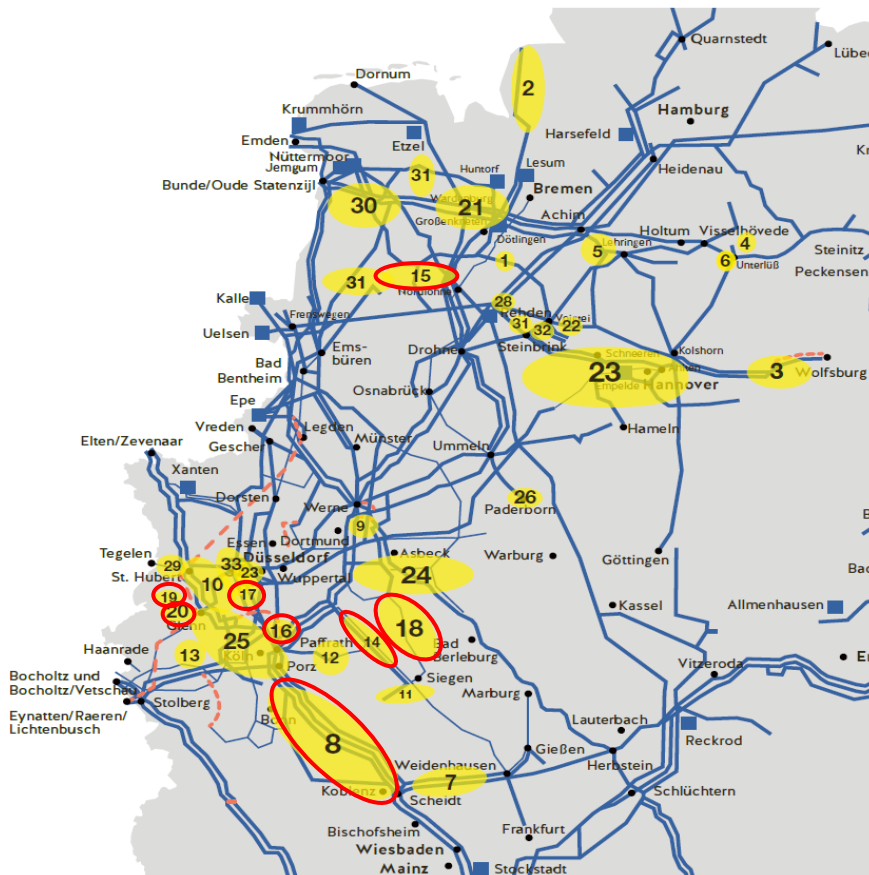 Quarnstedt
Lübe
Dornum
2
Krummhörn
Hamburg
Emden
Etzel
Harsefeld
Kr
Nüttermoor
Jemgum
Huntorf
Lesum
Heidenau
31
Bunde/Oude Statenzijl
Bremen
30
21
Wardenburg
Großenkneten
Achim
Holtum
Visselhövede
Dötlingen
Lehringen
4
Steinitz
5
6
Unterlüß
1
Peckensen
31
15
Nordlohne
Kalle
28
Rehden
Frenswegen
31
32
Voigtei
22
Uelsen
Steinbrink
Ems-
büren
Drohne
Schneeren
Kolshorn
Bad
Bentheim
23
Ahlten
3
Wolfsburg
Empelde
Hannover
Osnabrück
Epe
Vreden
Legden
Hameln
Elten/Zevenaar
Gescher
Münster
Ummeln
Xanten
Dorsten
Werne
26
Paderborn
9
Essen
Dortmund
Tegelen
33
Düsseldorf
Asbeck
Warburg
Göttingen
29
23
St. Hubert
Wuppertal
24
10
19
17
Kassel
Allmenhausen
20
Glehn
16
14
18
25
Paffrath
Bad
Berleburg
Haanrade
13
Köln
12
Porz
Siegen
Vitzeroda
Er
Bocholtz und
Bocholtz/Vetschau
11
Marburg
Stolberg
Eynatten/Raeren/
Lichtenbusch
Bonn
Lauterbach
Reckrod
8
Gießen
Weidenhausen
Herbstein
7
Koblenz
Scheidt
Schlüchtern
Bischofsheim
Frankfurt
Wiesbaden
Mainz
Stockstadt